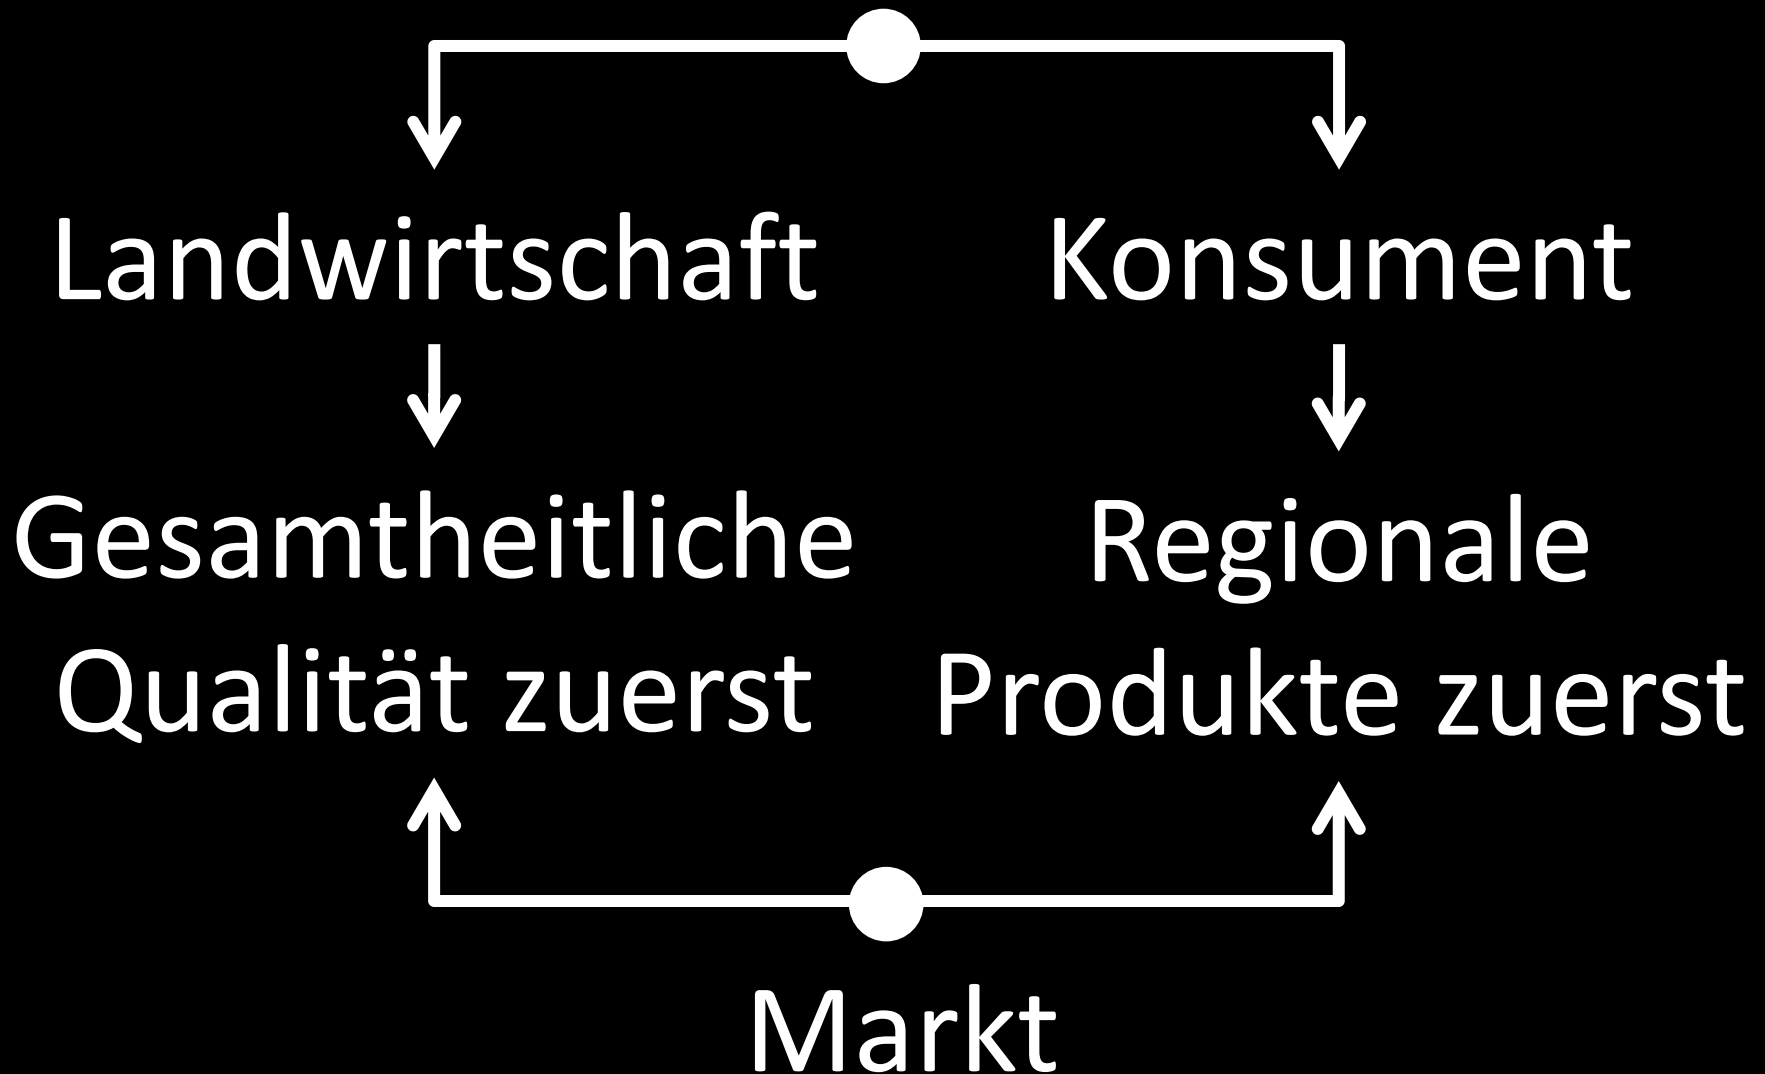 Landwirtschaft
Konsument
Gesamtheitliche
Qualität zuerst
Regionale
Produkte zuerst
Markt